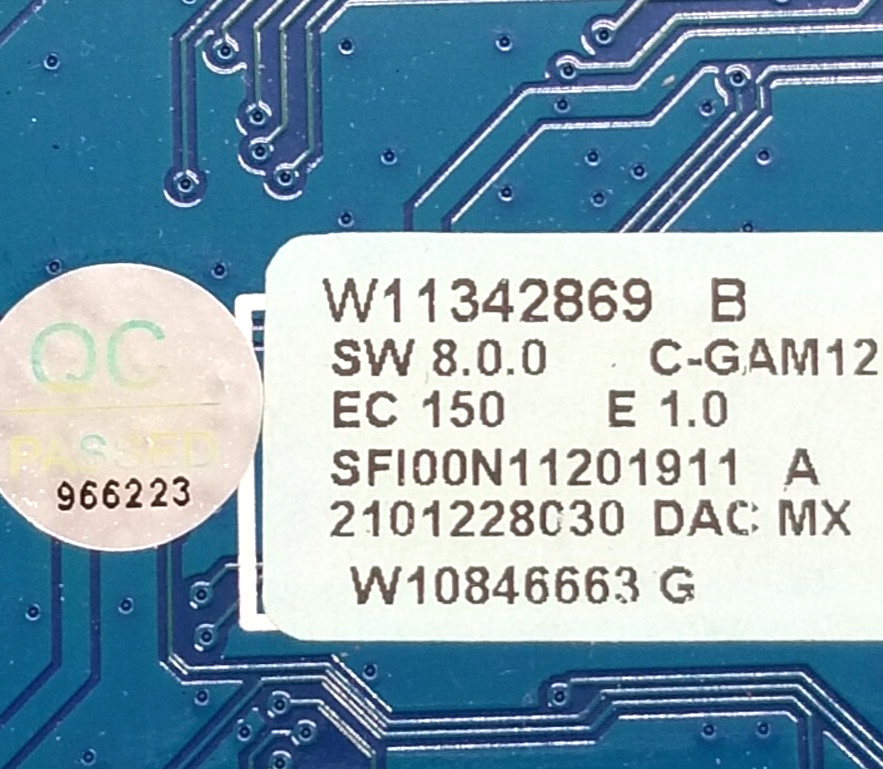 W11342869 B
SW 8.0.0 C-GAM12
EC 150 E 1.0
SFI00N11201911 A
2101228030 DAC MX
W10846663 G
QC
PASSED
966223